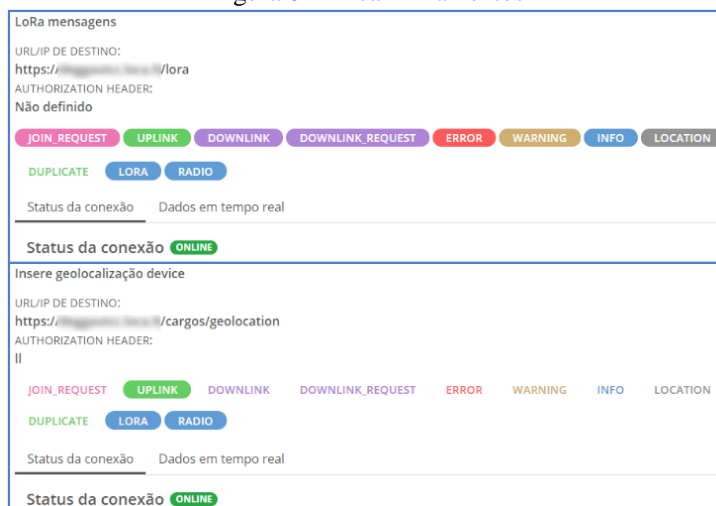 LoRa mensagens
URL/IP DE DESTINO:
https:// /lora
AUTHORIZATION HEADER:
Não definido
JOIN_REQUEST UPLINK DOWNLINK DOWNLINK_REQUEST ERROR WARNING INFO LOCATION
DUPLICATE LORA RADIO
Status da conexão Dados em tempo real
Status da conexão ONLINE
Insere geolocalização device
URL/IP DE DESTINO:
https:// /cargos/geolocation
AUTHORIZATION HEADER:
ll
JOIN_REQUEST UPLINK DOWNLINK DOWNLINK_REQUEST ERROR WARNING INFO LOCATION
DUPLICATE LORA RADIO
Status da conexão Dados em tempo real
Status da conexão ONLINE